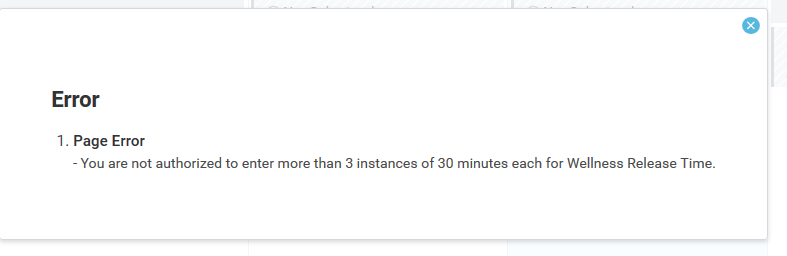 Error
1. Page Error
- You are not authorized to enter more than 3 instances of 30 minutes each for Wellness Release Time.